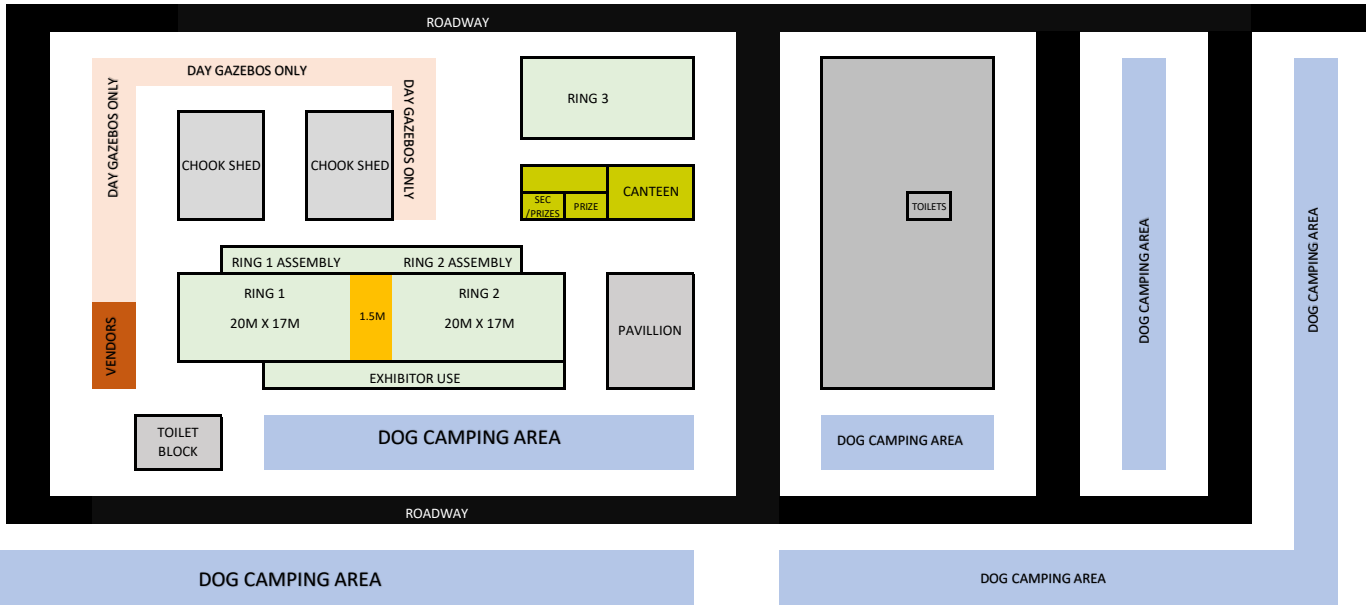 ROADWAY
DAY GAZEBOS ONLY
DAY GAZEBOS ONLY
DAY GAZEBOS ONLY
RING 3
CHOOK SHED
CHOOK SHED
CANTEEN
SEC
/PRIZES
PRIZE
TOILETS
RING 1 ASSEMBLY
RING 2 ASSEMBLY
RING 1
RING 2
20M X 17M
1.5M
20M X 17M
VENDORS
PAVILLION
EXHIBITOR USE
DOG CAMPING AREA
DOG CAMPING AREA
TOILET
BLOCK
DOG CAMPING AREA
DOG CAMPING AREA
ROADWAY
DOG CAMPING AREA
DOG CAMPING AREA